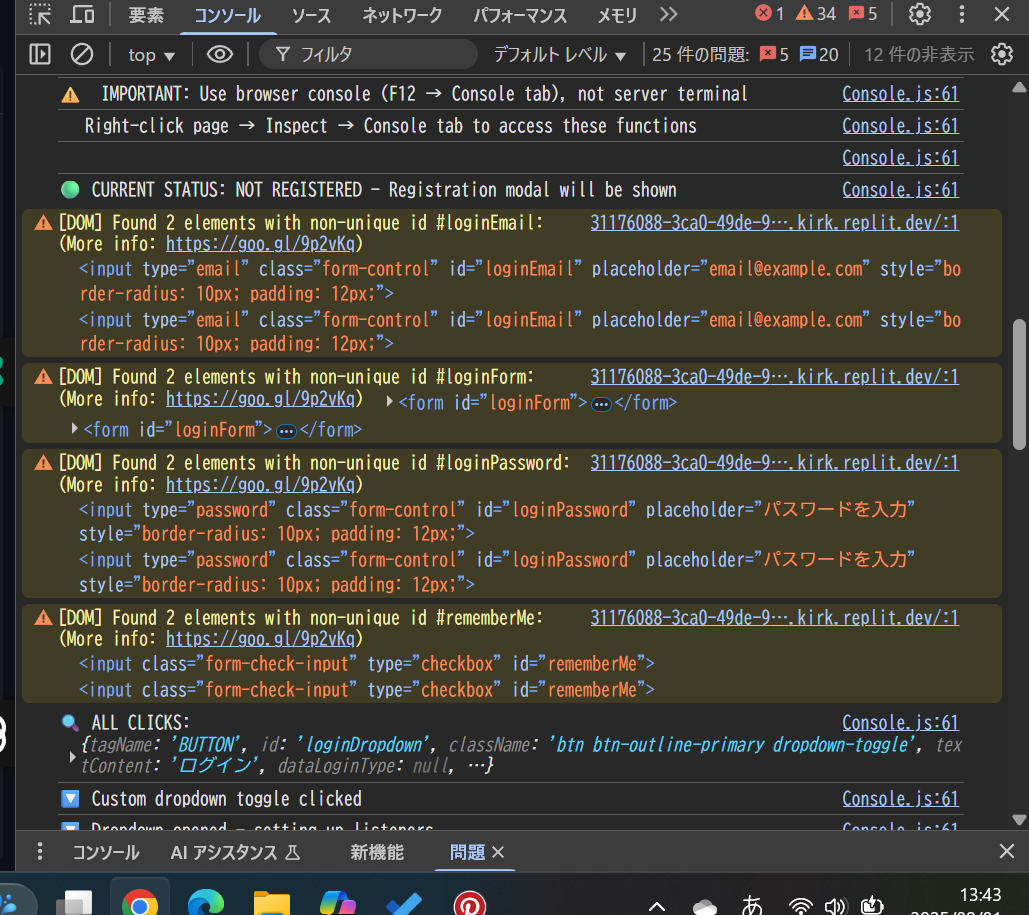 要素 コンソール ソース ネットワーク パフォーマンス メモリ 1 34 5
top フィルタ デフォルト レベル 25 件の問題: 5 20 12 件の非表示
IMPORTANT: Use browser console (F12 → Console tab), not server terminal Console.js:61
Right-click page → Inspect → Console tab to access these functions Console.js:61
Console.js:61
CURRENT STATUS: NOT REGISTERED - Registration modal will be shown Console.js:61
[DOM] Found 2 elements with non-unique id #loginEmail: 31176088-3ca0-49de-9….kirk.replit.dev/:1
(More info: https://goo.gl/9p2vKq)
<input type="email" class="form-control" id="loginEmail" placeholder="email@example.com" style="bo
rder-radius: 10px; padding: 12px;">
<input type="email" class="form-control" id="loginEmail" placeholder="email@example.com" style="bo
rder-radius: 10px; padding: 12px;">
[DOM] Found 2 elements with non-unique id #loginForm: 31176088-3ca0-49de-9….kirk.replit.dev/:1
(More info: https://goo.gl/9p2vKq) <form id="loginForm">…</form>
<form id="loginForm">…</form>
[DOM] Found 2 elements with non-unique id #loginPassword: 31176088-3ca0-49de-9….kirk.replit.dev/:1
(More info: https://goo.gl/9p2vKq)
<input type="password" class="form-control" id="loginPassword" placeholder="パスワードを入力"
style="border-radius: 10px; padding: 12px;">
<input type="password" class="form-control" id="loginPassword" placeholder="パスワードを入力"
style="border-radius: 10px; padding: 12px;">
[DOM] Found 2 elements with non-unique id #rememberMe: 31176088-3ca0-49de-9….kirk.replit.dev/:1
(More info: https://goo.gl/9p2vKq)
<input class="form-check-input" type="checkbox" id="rememberMe">
<input class="form-check-input" type="checkbox" id="rememberMe">
ALL CLICKS: Console.js:61
{tagName: 'BUTTON', id: 'loginDropdown', className: 'btn btn-outline-primary dropdown-toggle', tex
tContent: 'ログイン', dataLoginType: null, …}
Custom dropdown toggle clicked Console.js:61
Dropdown opened - setting up listeners Console.js:61
コンソール AI アシスタンス 新機能 問題
あ 13:43
2025/08/01